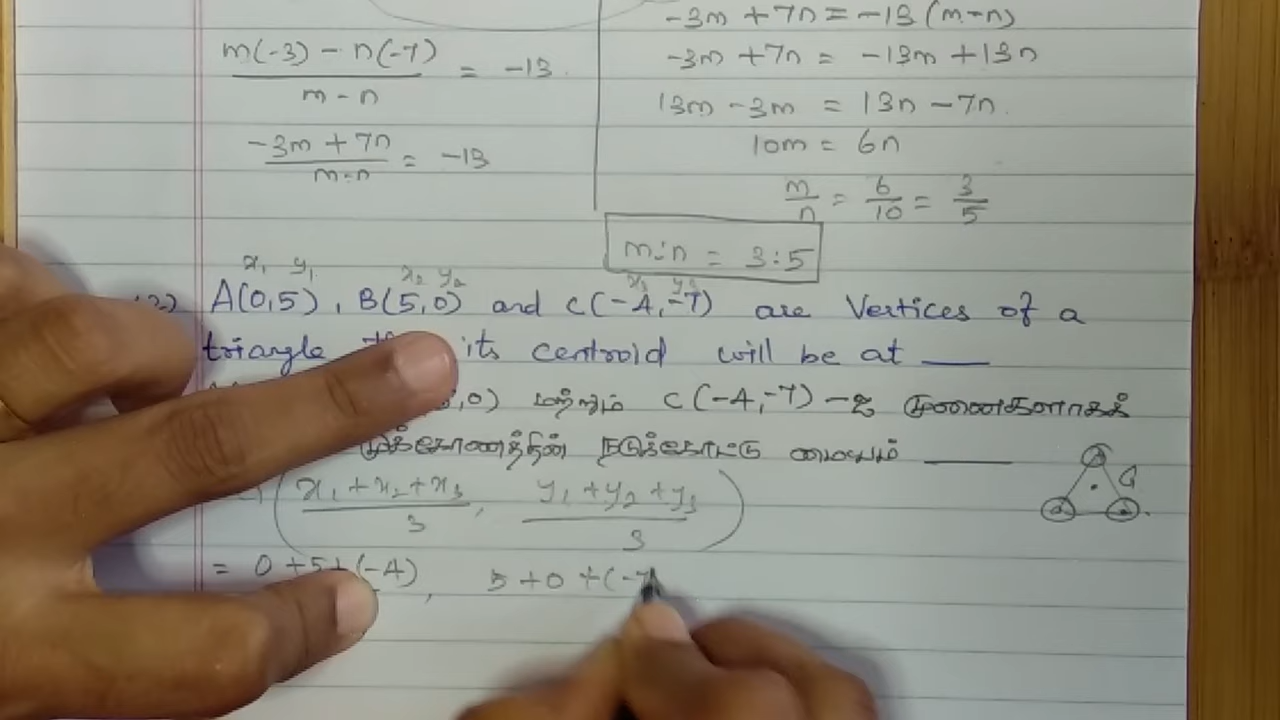 m(-3) - n(-7) / m - n = -13
-3m + 7n / m-n = -13
-3m + 7n = -13 (m-n)
-3m + 7n = -13m + 13n
13m - 3m = 13n - 7n
10m = 6n
m/n = 6/10 = 3/5
m:n = 3:5
x₁ y₁ x₂ y₂ x₃ y₃
A(0,5), B(5,0) and C(-4,-7) are Vertices of a
triangle its centroid will be at ___
,0) மற்றும் C(-4,-7) -ஐ முனைகளாகக்
முக்கோணத்தின் நடுக்கோட்டு மையம் ___
(x₁ + x₂ + x₃ / 3, y₁ + y₂ + y₃ / 3)
G
= 0 + 5 + (-4), 5 + 0 + (-7